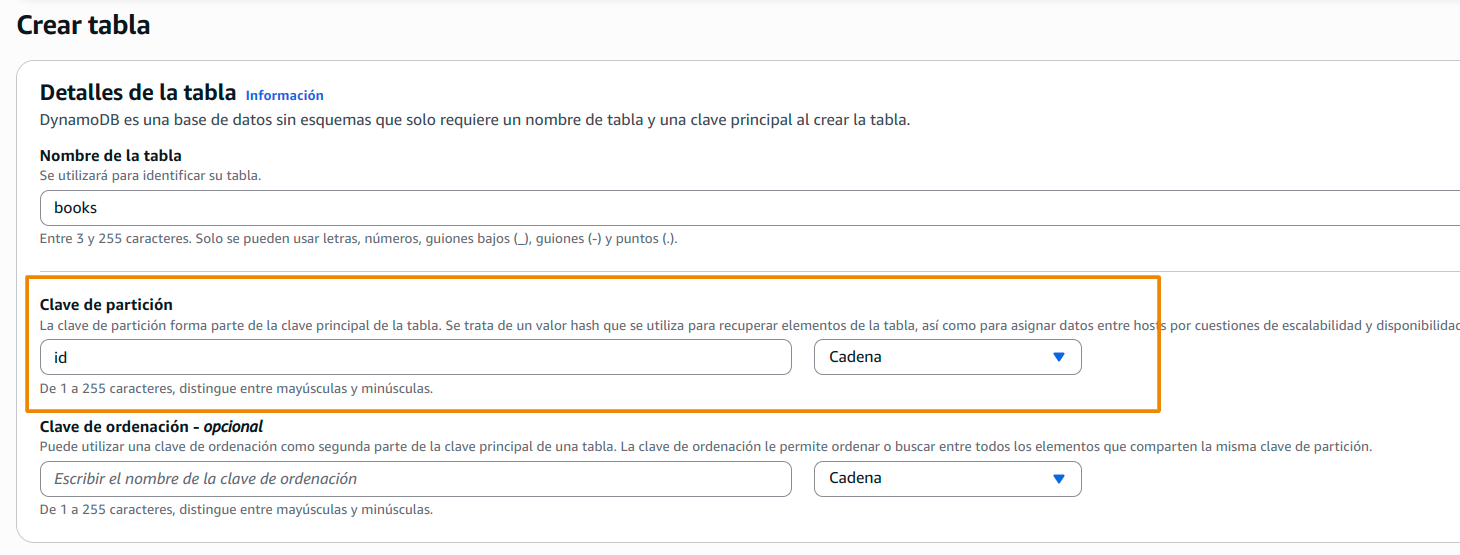 Crear tabla
Detalles de la tabla Información
DynamoDB es una base de datos sin esquemas que solo requiere un nombre de tabla y una clave principal al crear la tabla.
Nombre de la tabla
Se utilizará para identificar su tabla.
books
Entre 3 y 255 caracteres. Solo se pueden usar letras, números, guiones bajos (_), guiones (-) y puntos (.).
Clave de partición
La clave de partición forma parte de la clave principal de la tabla. Se trata de un valor hash que se utiliza para recuperar elementos de la tabla, así como para asignar datos entre hosts por cuestiones de escalabilidad y disponibilidad
id Cadena
De 1 a 255 caracteres, distingue entre mayúsculas y minúsculas.
Clave de ordenación - opcional
Puede utilizar una clave de ordenación como segunda parte de la clave principal de una tabla. La clave de ordenación le permite ordenar o buscar entre todos los elementos que comparten la misma clave de partición.
Escribir el nombre de la clave de ordenación Cadena
De 1 a 255 caracteres, distingue entre mayúsculas y minúsculas.